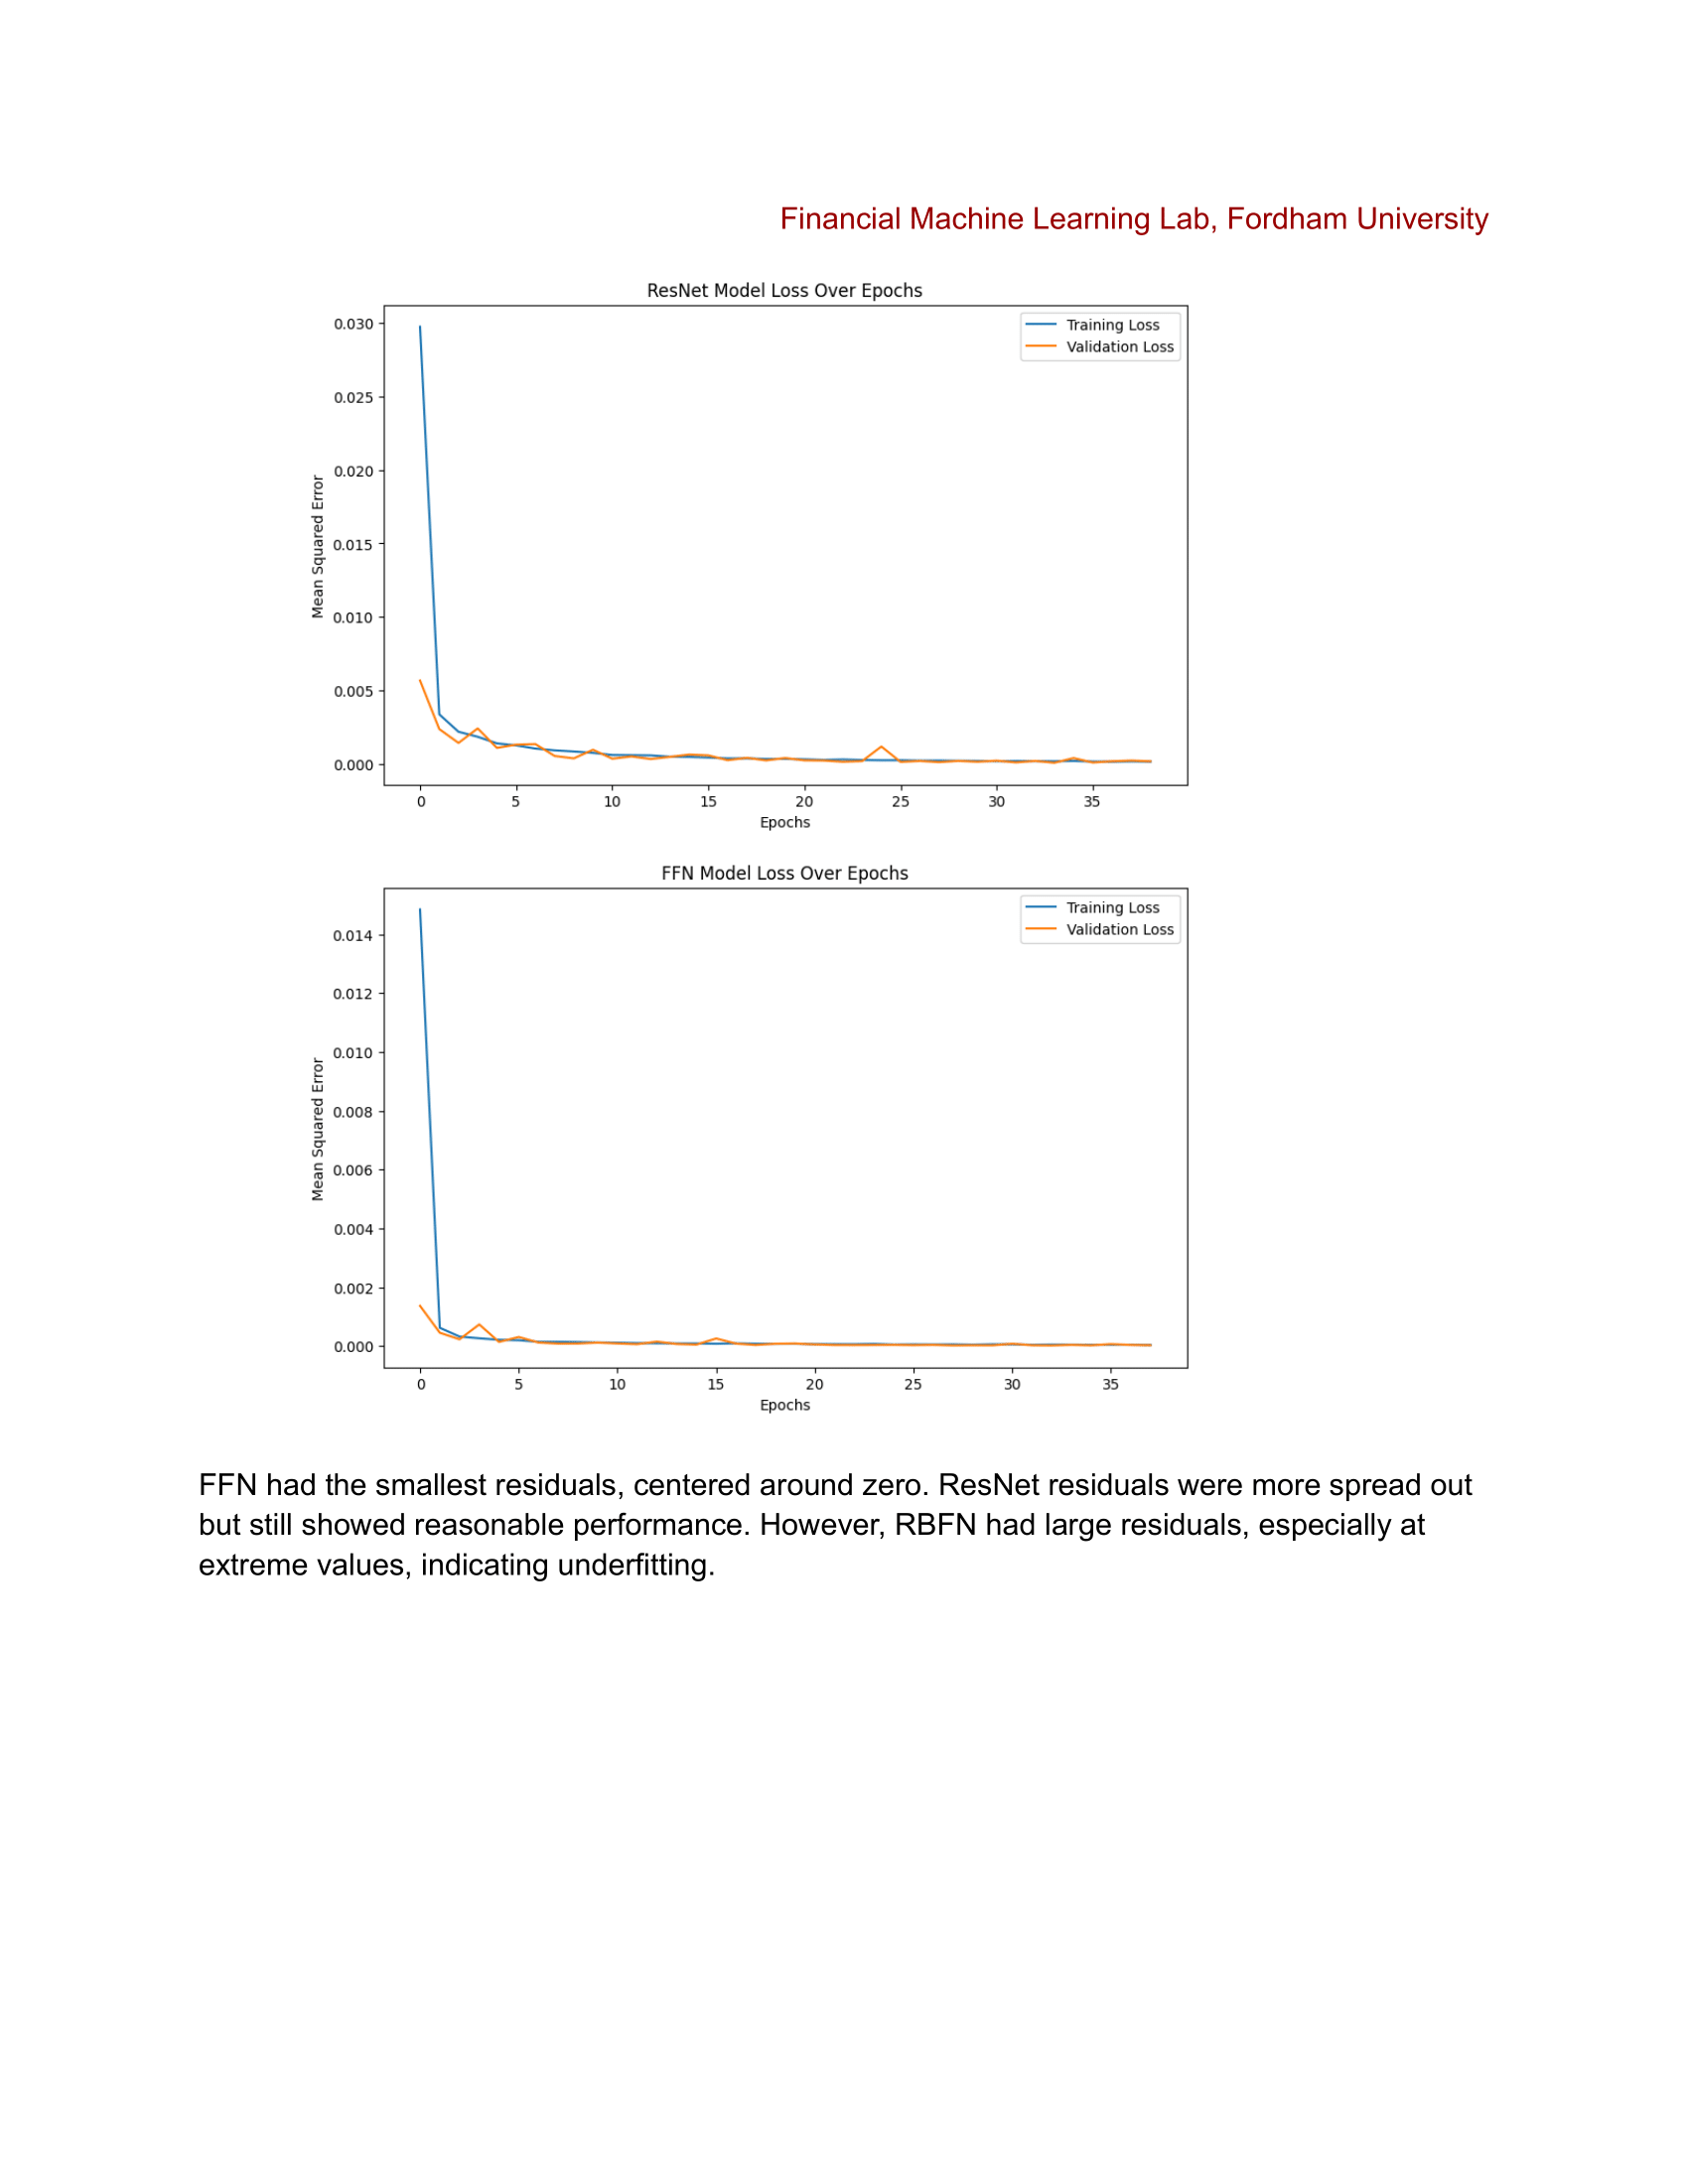 Financial Machine Learning Lab, Fordham University
ResNet Model Loss Over Epochs
Training Loss
Validation Loss
0.030
0.025
0.020
0.015
0.010
0.005
0.000
Mean Squared Error
0 5 10 15 20 25 30 35
Epochs
FFN Model Loss Over Epochs
Training Loss
Validation Loss
0.014
0.012
0.010
0.008
0.006
0.004
0.002
0.000
Mean Squared Error
0 5 10 15 20 25 30 35
Epochs
FFN had the smallest residuals, centered around zero. ResNet residuals were more spread out
but still showed reasonable performance. However, RBFN had large residuals, especially at
extreme values, indicating underfitting.